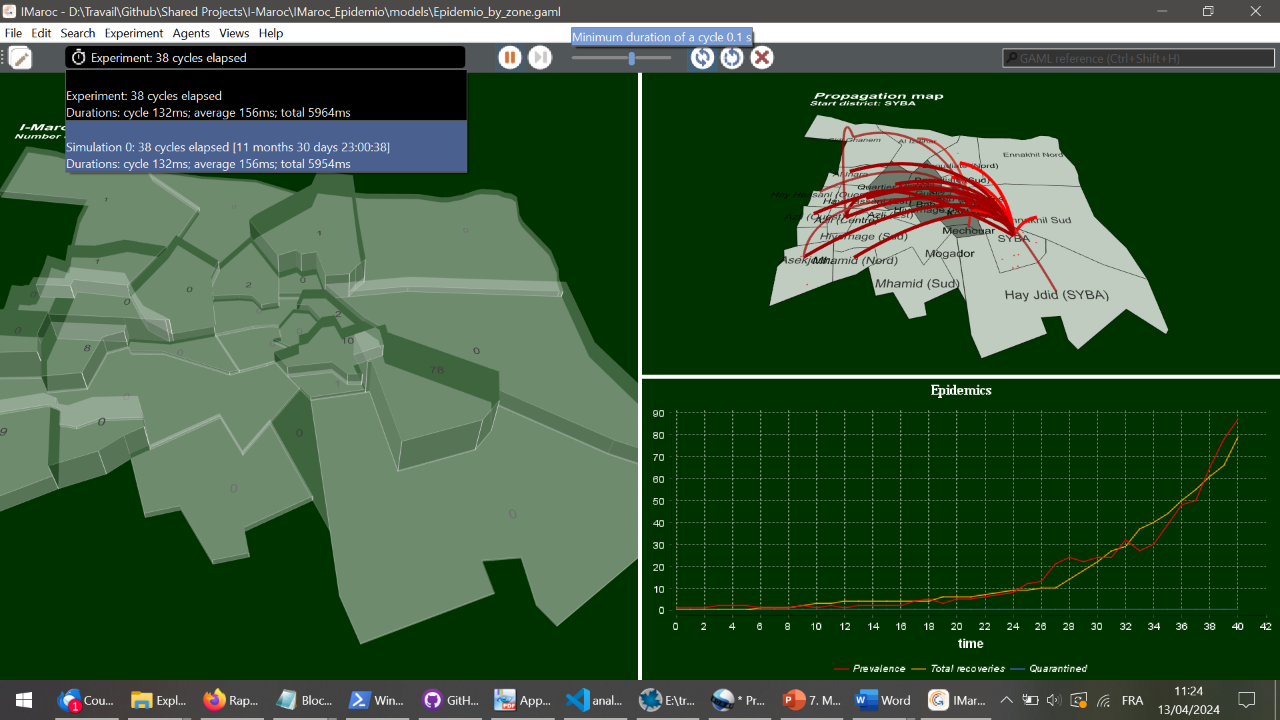 IMaroc - D:\Travail\Github\Shared Projects\I-Maroc\IMaroc_Epidemio\models\Epidemio_by_zone.gaml
File Edit Search Experiment Agents Views Help
Minimum duration of a cycle 0.1 s
Experiment: 38 cycles elapsed
GAML reference (Ctrl+Shift+H)
Experiment: 38 cycles elapsed
Durations: cycle 132ms; average 156ms; total 5964ms
Simulation 0: 38 cycles elapsed [11 months 30 days 23:00:38]
Durations: cycle 132ms; average 156ms; total 5954ms
I-Maroc
Number
1
0
1
1
0
0
2
0
0
2
10
0
0
8
78
9
0
0
0
0
Propagation map
Start district: SYBA
Ennakhil Nord
Ennakhil Sud
Mechouar
SYBA
Hivernage (Sud)
Mhamid (Nord)
Mogador
Mhamid (Sud)
Hay Jdid (SYBA)
Epidemics
90
80
70
60
50
40
30
20
10
0
0 2 4 6 8 10 12 14 16 18 20 22 24 26 28 30 32 34 36 38 40 42
time
Prevalence Total recoveries Quarantined
1 Cou... Expl... Rap... Bloc... Win... GitH... App... anal... E:\tr... * Pr... 7. M... Word IMar... FRA
11:24
13/04/2024